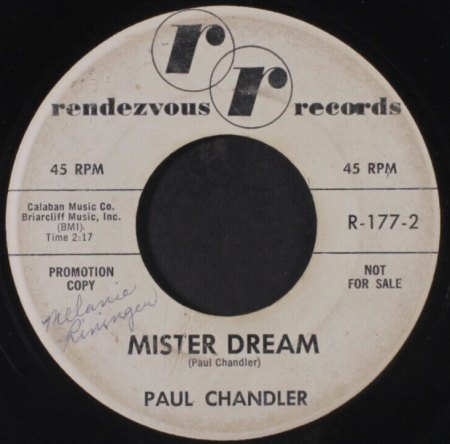 r r
rendezvous records
45 RPM
45 RPM
Calaban Music Co.
Briarcliff Music, Inc.
(BMI)
Time 2:17
R-177-2
PROMOTION
COPY
NOT
FOR SALE
Melanie
Lininger
MISTER DREAM
(Paul Chandler)
PAUL CHANDLER